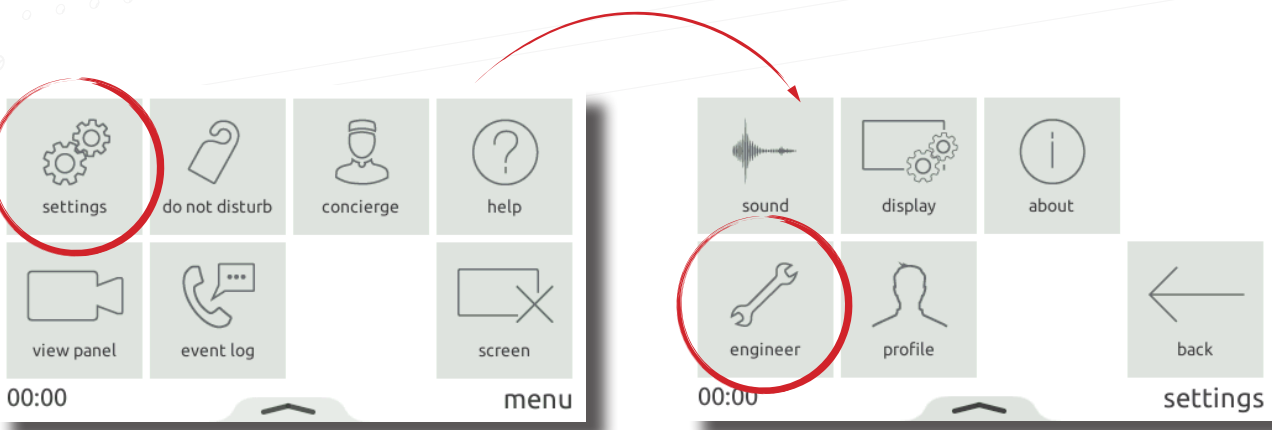 settings
do not disturb
concierge
help
view panel
event log
screen
00:00
menu
sound
display
about
engineer
profile
back
00:00
settings